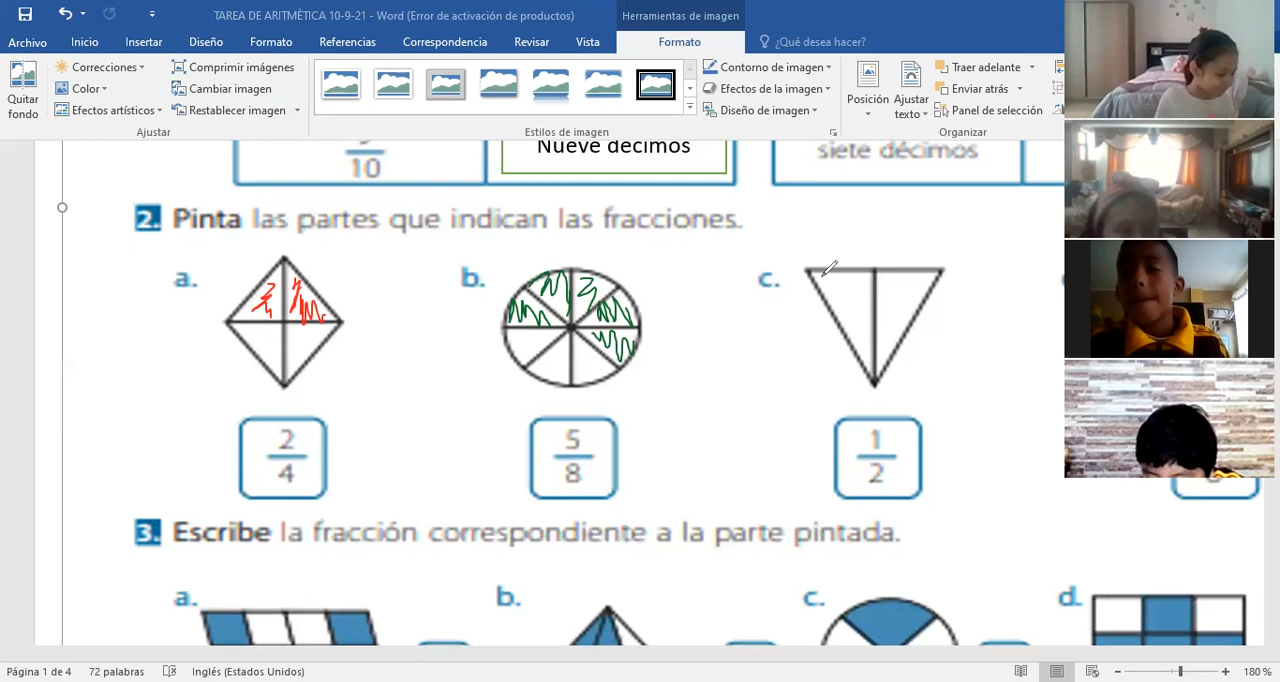 TAREA DE ARITMÈTICA 10-9-21 - Word (Error de activación de productos)
Herramientas de imagen
Archivo Inicio Insertar Diseño Formato Referencias Correspondencia Revisar Vista Formato ¿Qué desea hacer?
Quitar fondo
Correcciones
Color
Efectos artísticos
Comprimir imágenes
Cambiar imagen
Restablecer imagen
Ajustar
Estilos de imagen
Contorno de imagen
Efectos de la imagen
Diseño de imagen
Posición
Ajustar texto
Traer adelante
Enviar atrás
Panel de selección
Organizar
10
Nueve décimos
siete décimos
2. Pinta las partes que indican las fracciones.
a.
b.
c.
2
4
5
8
1
2
3. Escribe la fracción correspondiente a la parte pintada.
a.
b.
c.
d.
Página 1 de 4 72 palabras Inglés (Estados Unidos) 180 %